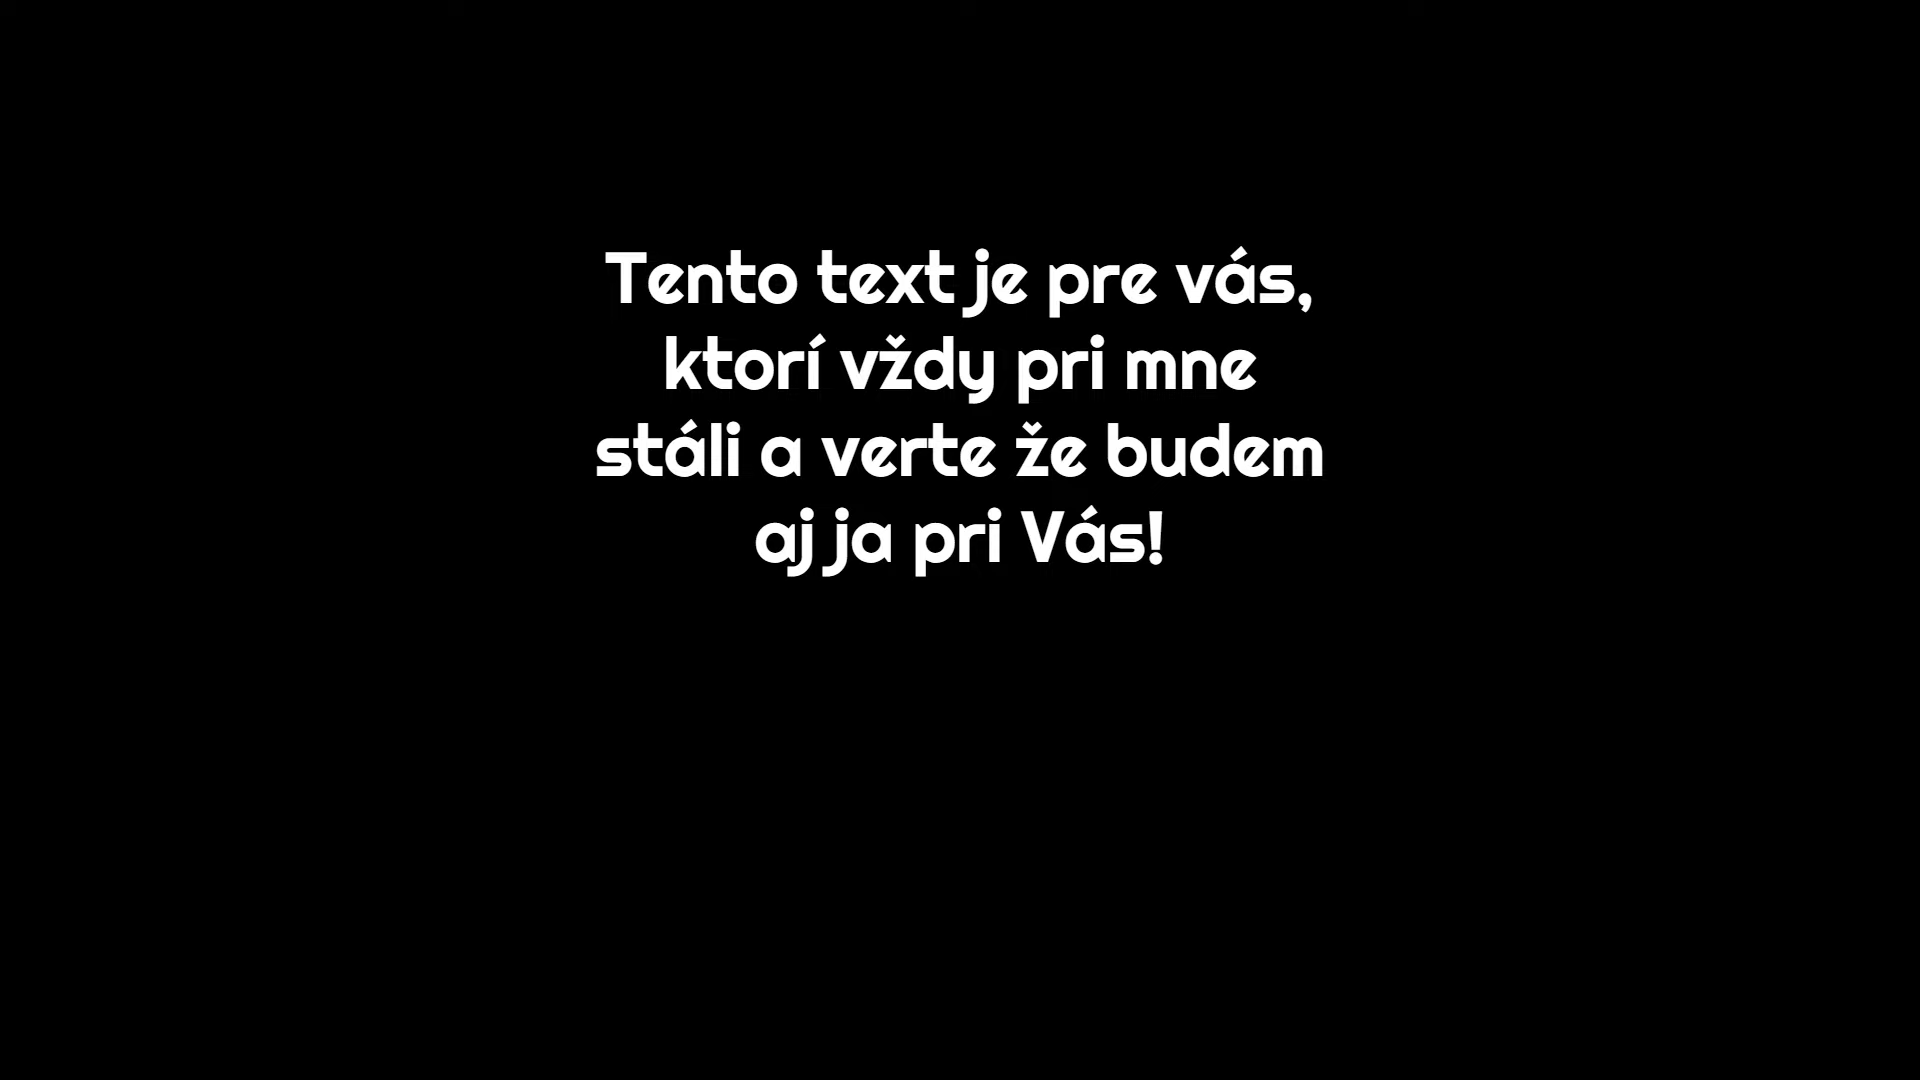 Tento text je pre vás,
ktorí vždy pri mne
stáli a verte že budem
aj ja pri Vás!